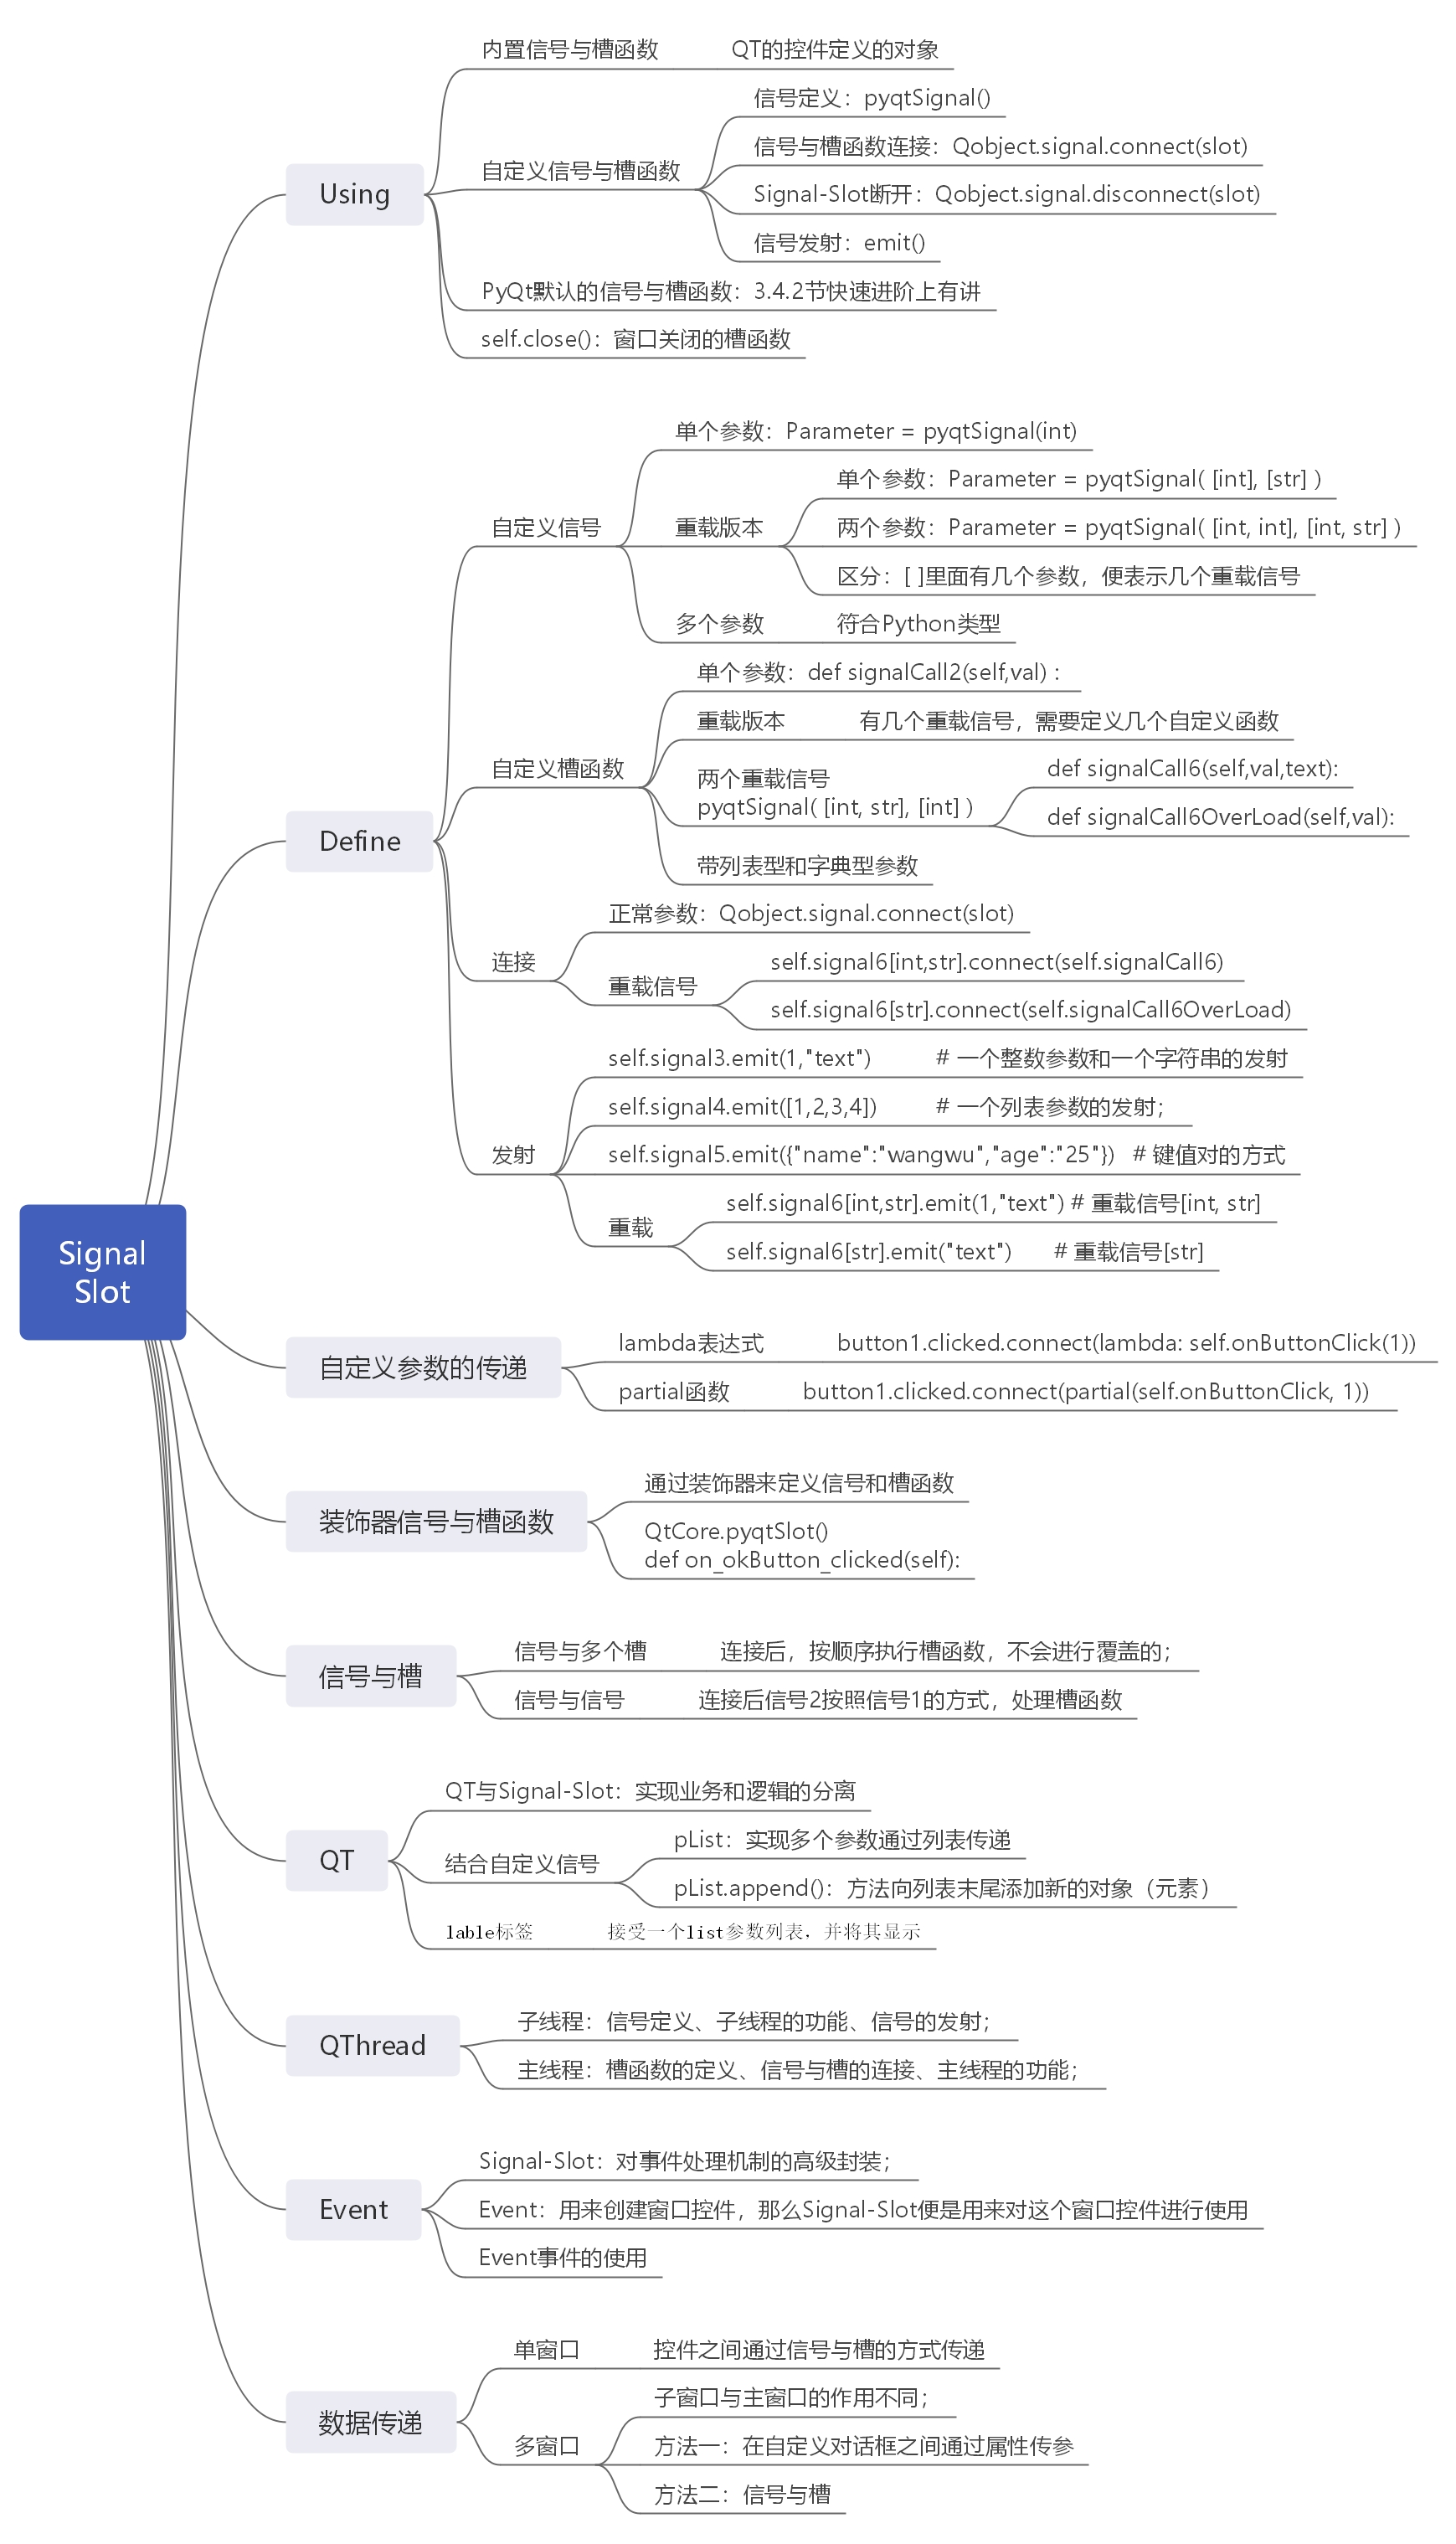 Signal
Slot
Using
内置信号与槽函数
QT的控件定义的对象
自定义信号与槽函数
信号定义：pyqtSignal()
信号与槽函数连接：Qobject.signal.connect(slot)
Signal-Slot断开：Qobject.signal.disconnect(slot)
信号发射：emit()
PyQt默认的信号与槽函数：3.4.2节快速进阶上有讲
self.close()：窗口关闭的槽函数
Define
自定义信号
单个参数：Parameter = pyqtSignal(int)
重载版本
单个参数：Parameter = pyqtSignal( [int], [str] )
两个参数：Parameter = pyqtSignal( [int, int], [int, str] )
区分：[ ]里面有几个参数，便表示几个重载信号
多个参数
符合Python类型
自定义槽函数
单个参数：def signalCall2(self,val) :
重载版本
有几个重载信号，需要定义几个自定义函数
两个重载信号
pyqtSignal( [int, str], [int] )
def signalCall6(self,val,text):
def signalCall6OverLoad(self,val):
带列表型和字典型参数
连接
正常参数：Qobject.signal.connect(slot)
重载信号
self.signal6[int,str].connect(self.signalCall6)
self.signal6[str].connect(self.signalCall6OverLoad)
发射
self.signal3.emit(1,"text") # 一个整数参数和一个字符串的发射
self.signal4.emit([1,2,3,4]) # 一个列表参数的发射；
self.signal5.emit({"name":"wangwu","age":"25"}) # 键值对的方式
重载
self.signal6[int,str].emit(1,"text") # 重载信号[int, str]
self.signal6[str].emit("text") # 重载信号[str]
自定义参数的传递
lambda表达式
button1.clicked.connect(lambda: self.onButtonClick(1))
partial函数
button1.clicked.connect(partial(self.onButtonClick, 1))
装饰器信号与槽函数
通过装饰器来定义信号和槽函数
QtCore.pyqtSlot()
def on_okButton_clicked(self):
信号与槽
信号与多个槽
连接后，按顺序执行槽函数，不会进行覆盖的；
信号与信号
连接后信号2按照信号1的方式，处理槽函数
QT
QT与Signal-Slot：实现业务和逻辑的分离
结合自定义信号
pList：实现多个参数通过列表传递
pList.append()：方法向列表末尾添加新的对象（元素）
lable标签
接受一个list参数列表，并将其显示
QThread
子线程：信号定义、子线程的功能、信号的发射；
主线程：槽函数的定义、信号与槽的连接、主线程的功能；
Event
Signal-Slot：对事件处理机制的高级封装；
Event：用来创建窗口控件，那么Signal-Slot便是用来对这个窗口控件进行使用
Event事件的使用
数据传递
单窗口
控件之间通过信号与槽的方式传递
多窗口
子窗口与主窗口的作用不同；
方法一：在自定义对话框之间通过属性传参
方法二：信号与槽